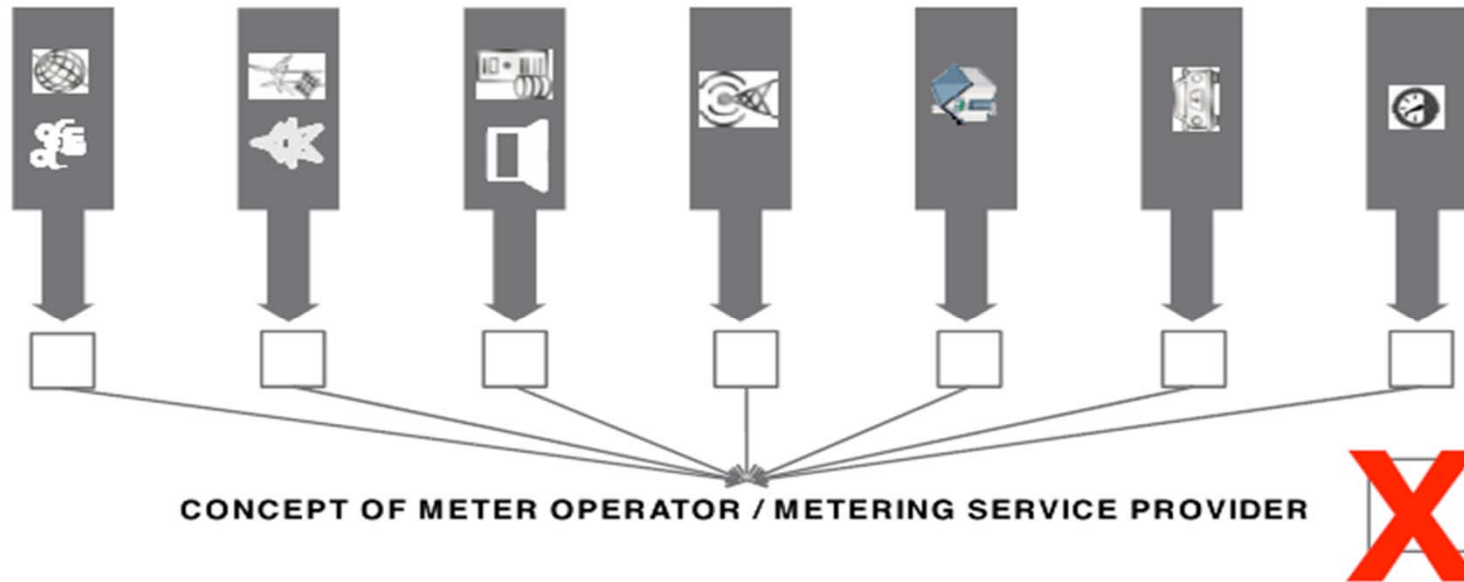 CONCEPT OF METER OPERATOR / METERING SERVICE PROVIDER
X